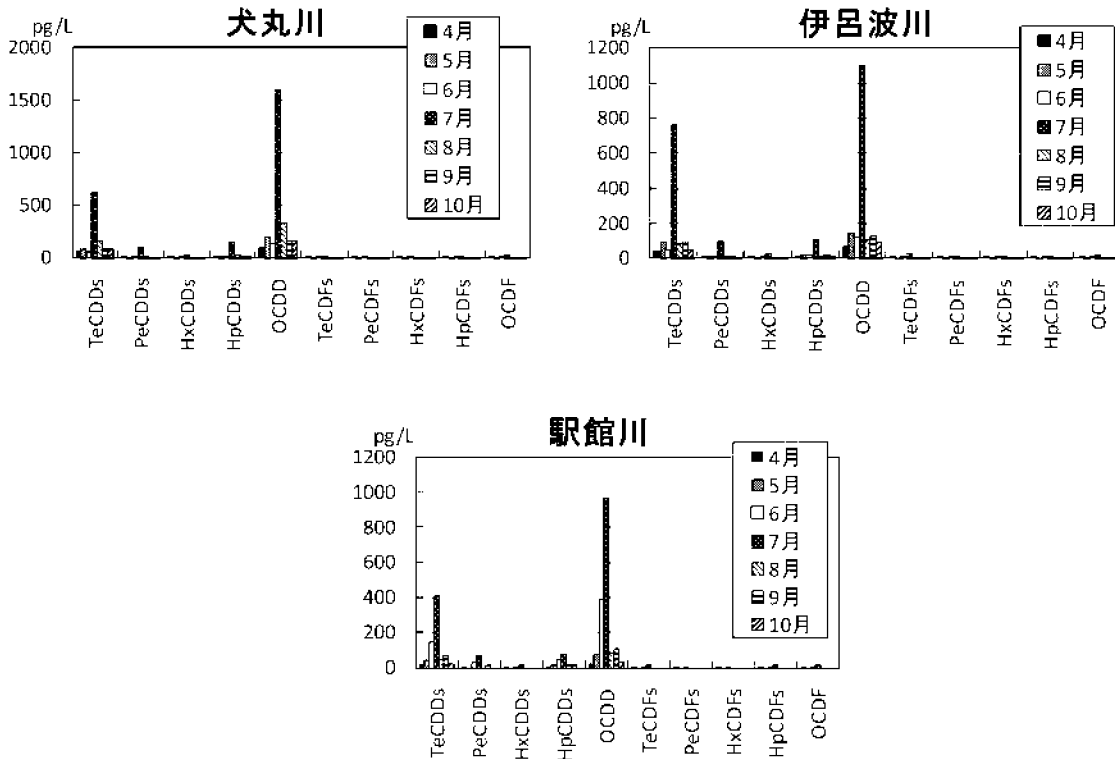 犬丸川
pg/L
2000
1500
1000
500
0
4月
5月
6月
7月
8月
9月
10月
TeCDDs
PeCDDs
HxCDDs
HpCDDs
OCDD
TeCDFs
PeCDFs
HxCDFs
HpCDFs
OCDF
伊呂波川
pg/L
1200
1000
800
600
400
200
0
4月
5月
6月
7月
8月
9月
10月
TeCDDs
PeCDDs
HxCDDs
HpCDDs
OCDD
TeCDFs
PeCDFs
HxCDFs
HpCDFs
OCDF
駅館川
pg/L
1200
1000
800
600
400
200
0
4月
5月
6月
7月
8月
9月
10月
TeCDDs
PeCDDs
HxCDDs
HpCDDs
OCDD
TeCDFs
PeCDFs
HxCDFs
HpCDFs
OCDF